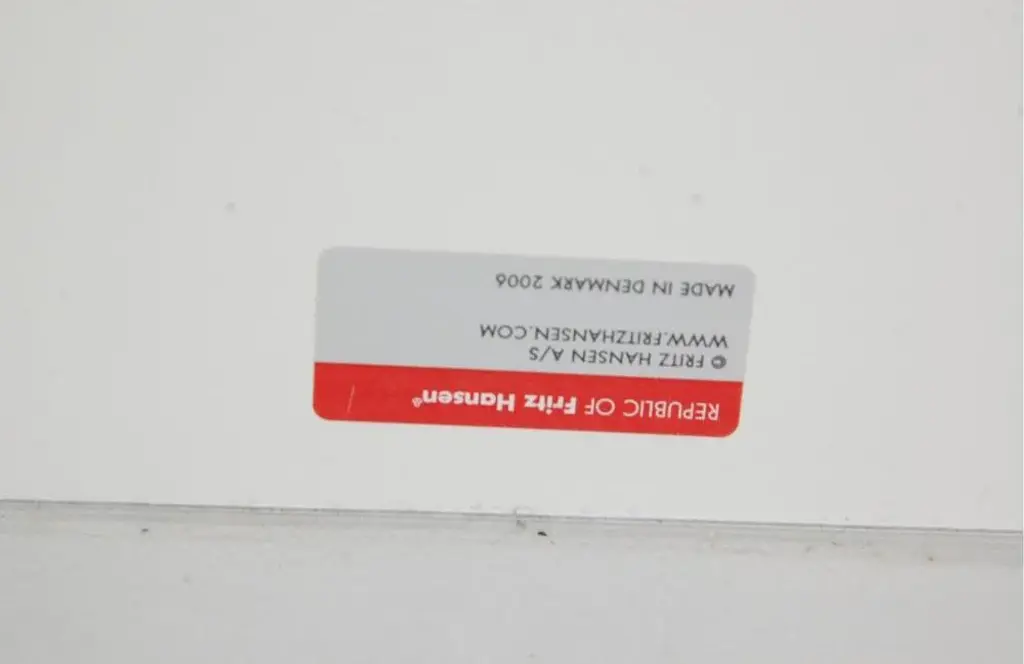 REPUBLIC OF Fritz Hansen®
© FRITZ HANSEN A/S
WWW.FRITZHANSEN.COM
MADE IN DENMARK 2006